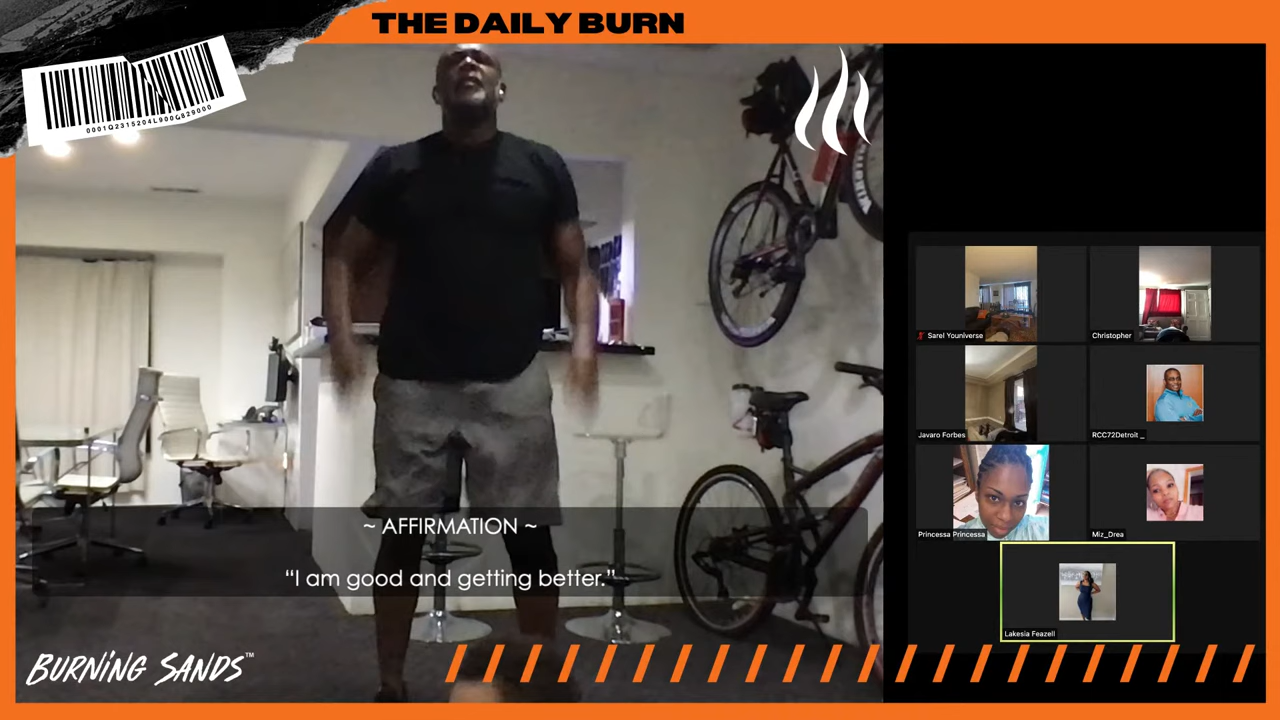 THE DAILY BURN
0001Q2315204L900G829000
Sarel Youniverse
Christopher
Javaro Forbes
RCC72Detroit _
Princessa Princessa
Miz_Drea
Lakesia Feazell
~ AFFIRMATION ~
“I am good and getting better.”
BURNING SANDS™